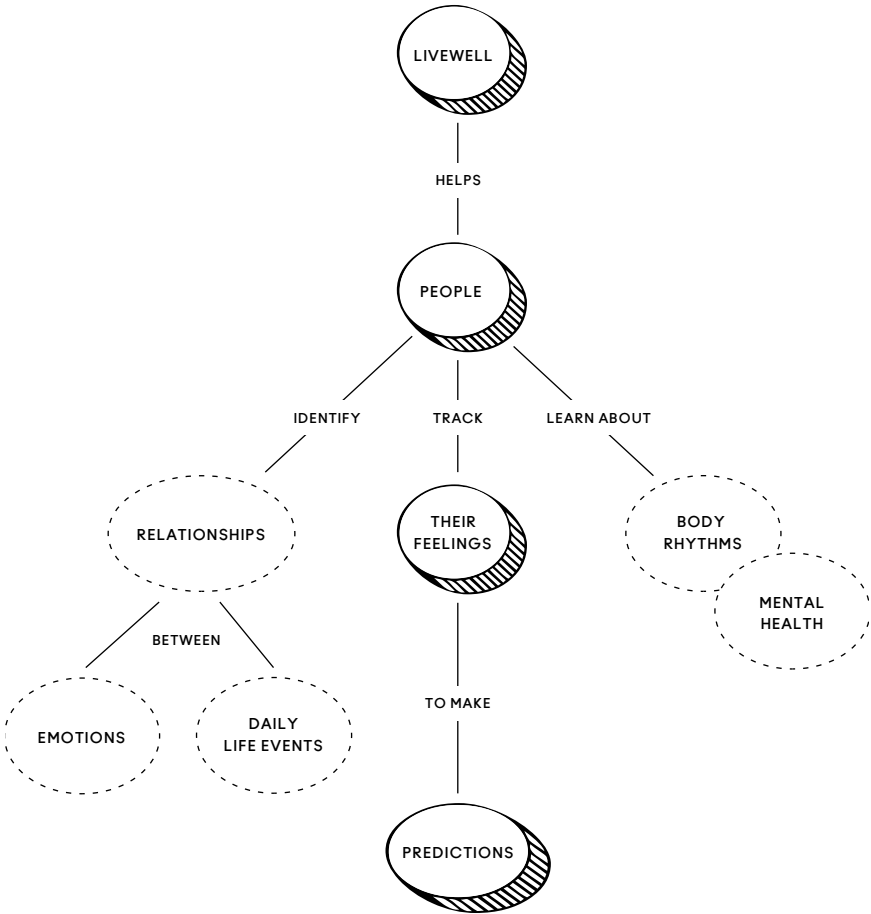 LIVEWELL
HELPS
PEOPLE
IDENTIFY
TRACK
LEARN ABOUT
RELATIONSHIPS
THEIR
FEELINGS
BODY
RHYTHMS
MENTAL
HEALTH
BETWEEN
EMOTIONS
DAILY
LIFE EVENTS
TO MAKE
PREDICTIONS